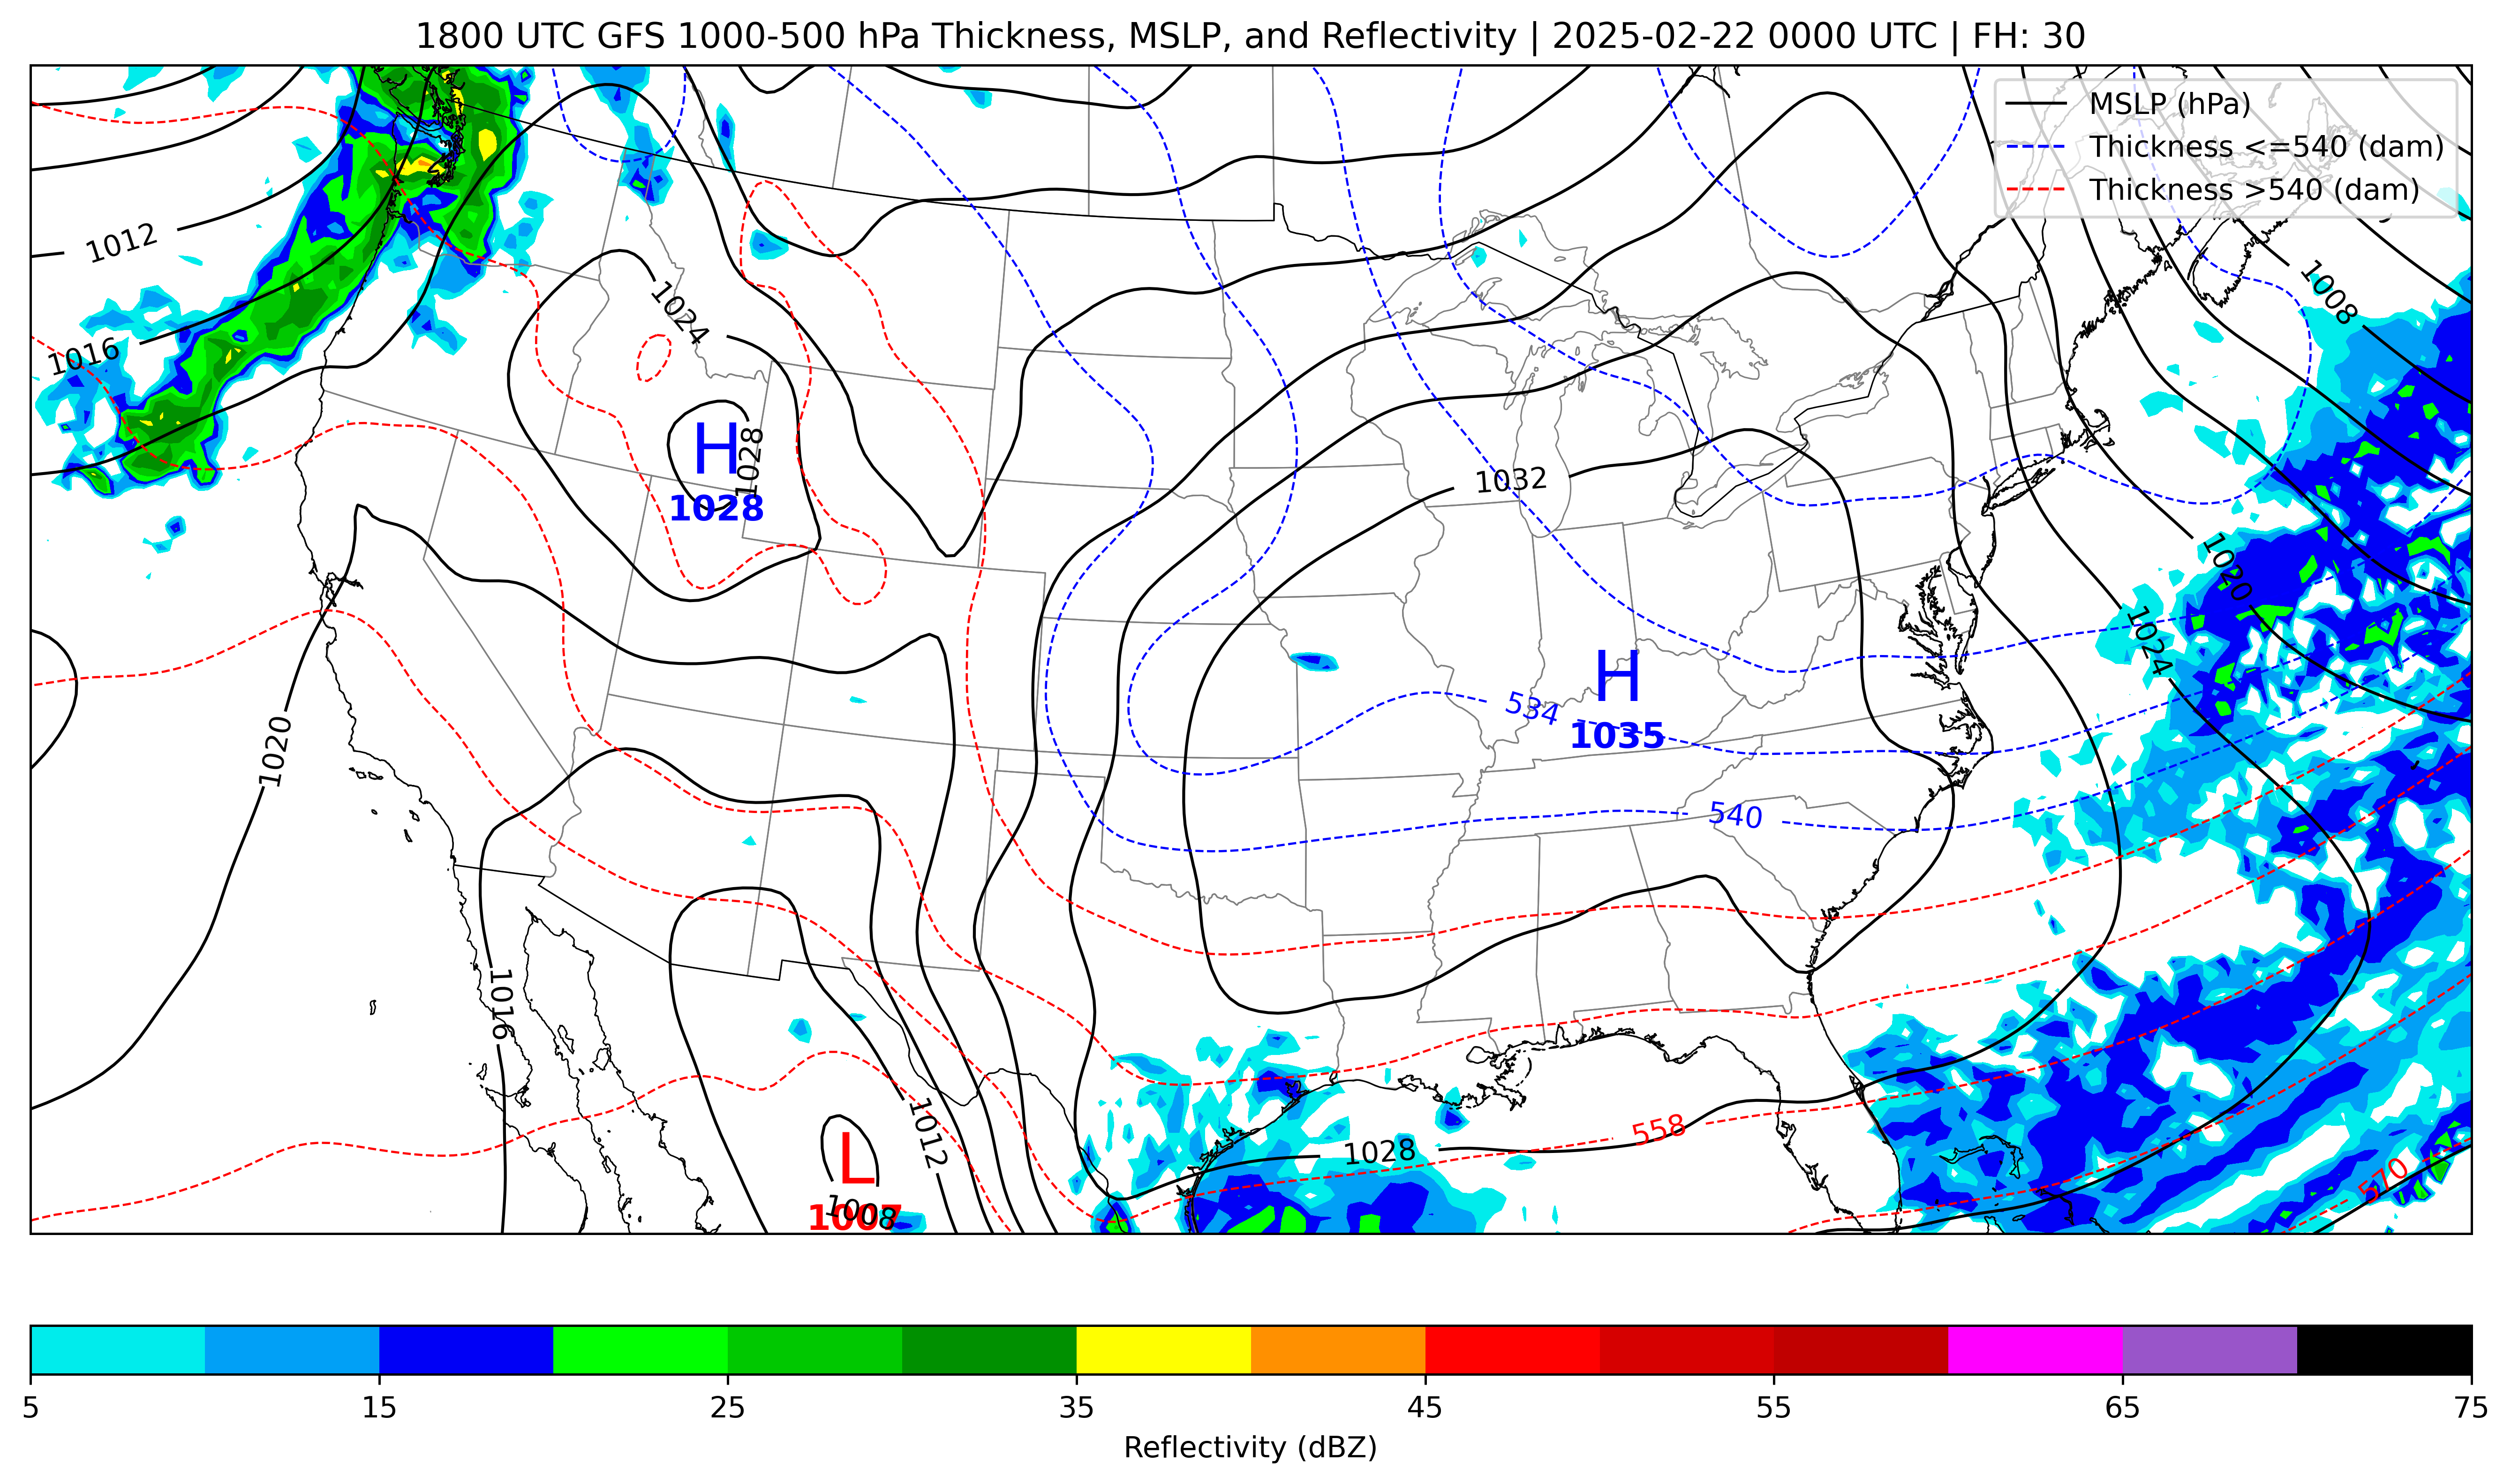 1800 UTC GFS 1000-500 hPa Thickness, MSLP, and Reflectivity | 2025-02-22 0000 UTC | FH: 30
MSLP (hPa)
Thickness <=540 (dam)
Thickness >540 (dam)
1012
1016
1024
1008
H
1028
1028
1032
1020
1024
H
1035
534
540
1020
1016
1012
L
1007
1008
1028
558
570
5 15 25 35 45 55 65 75
Reflectivity (dBZ)